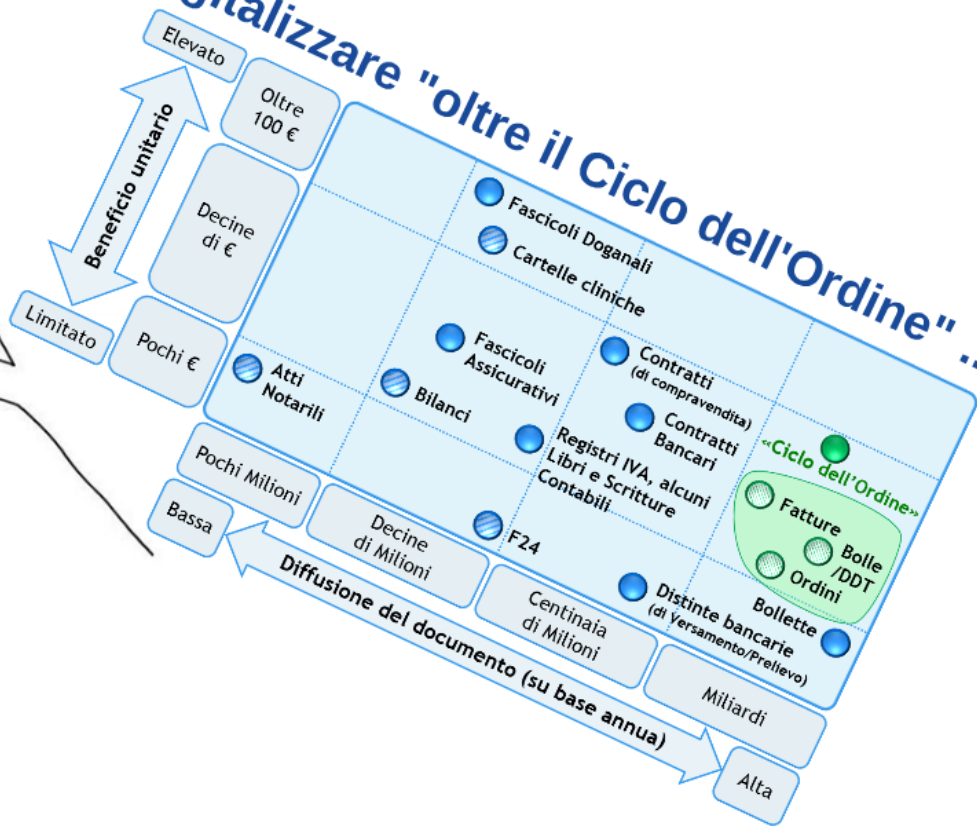 gitalizzare "oltre il Ciclo dell'Ordine" ..
Elevato
Beneficio unitario
Limitato
Oltre
100 €
Decine
di €
Pochi €
Fascicoli Doganali
Cartelle cliniche
Fascicoli
Assicurativi
Contratti
(di compravendita)
Atti
Notarili
Bilanci
Contratti
Bancari
Registri IVA, alcuni
Libri e Scritture
Contabili
«Ciclo dell'Ordine»
Fatture
Bolle
/DDT
Ordini
F24
Distinte bancarie
(di Versamento/Prelievo)
Bollette
Pochi Milioni
Decine
di Milioni
Centinaia
di Milioni
Miliardi
Bassa
Diffusione del documento (su base annua)
Alta